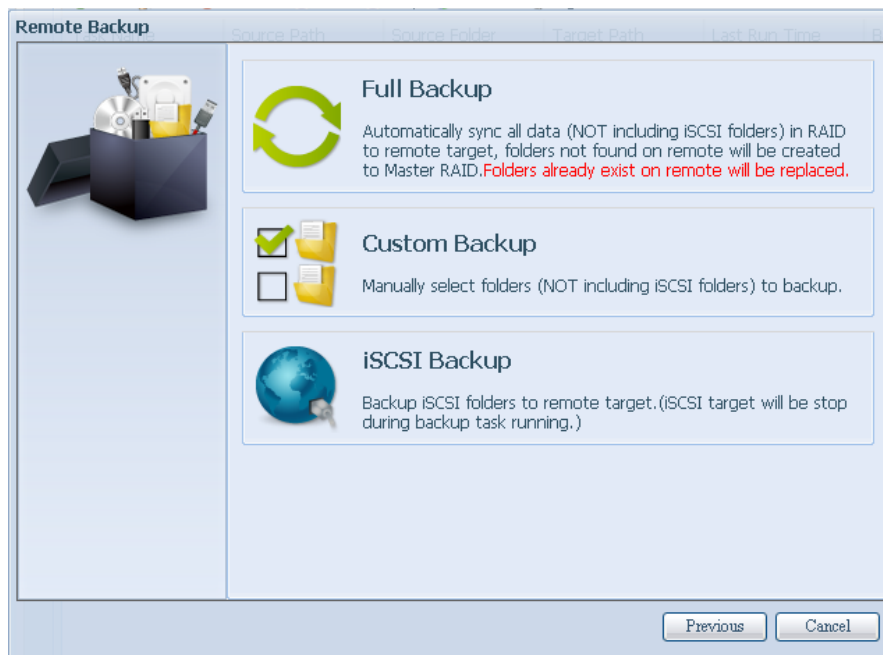 Remote Backup
Task Name Source Path Source Folder Target Path Last Run Time B
Full Backup
Automatically sync all data (NOT including iSCSI folders) in RAID
to remote target, folders not found on remote will be created
to Master RAID.Folders already exist on remote will be replaced.
Custom Backup
Manually select folders (NOT including iSCSI folders) to backup.
iSCSI Backup
Backup iSCSI folders to remote target.(iSCSI target will be stop
during backup task running.)
Previous Cancel